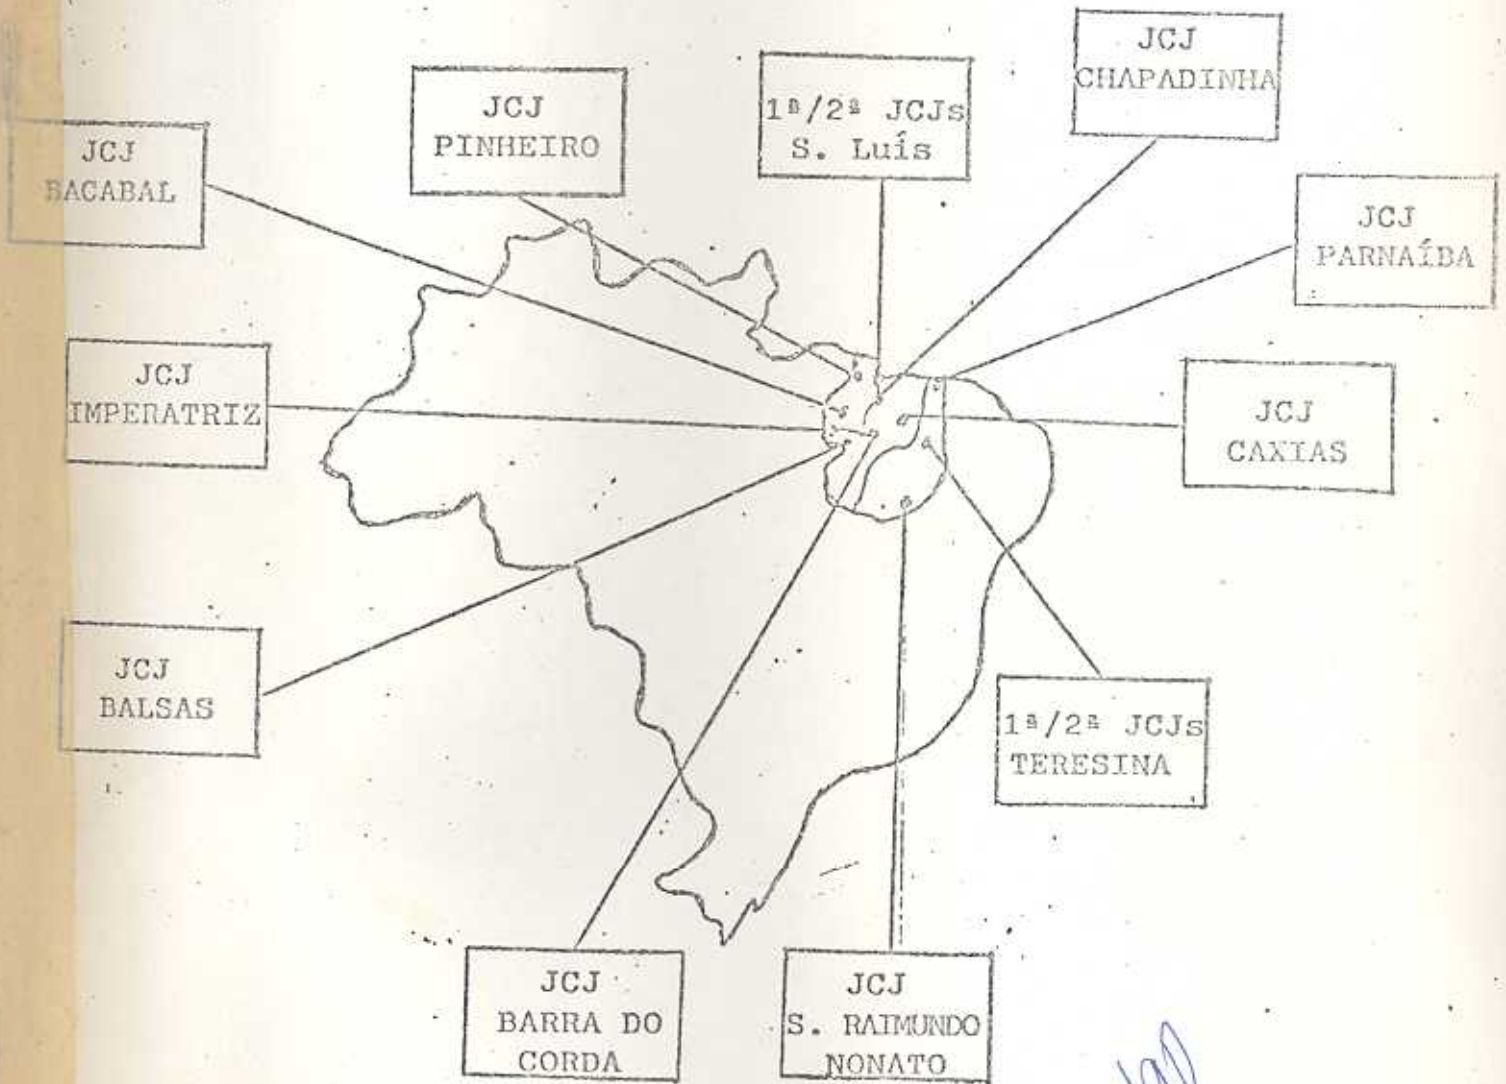 JCJ
CHAPADINHA
1ª/2ª JCJs
S. Luís
JCJ
PINHEIRO
JCJ
BACABAL
JCJ
PARNAÍBA
JCJ
IMPERATRIZ
JCJ
CAXIAS
JCJ
BALSAS
1ª/2ª JCJs
TERESINA
JCJ
BARRA DO
CORDA
JCJ
S. RAIMUNDO
NONATO